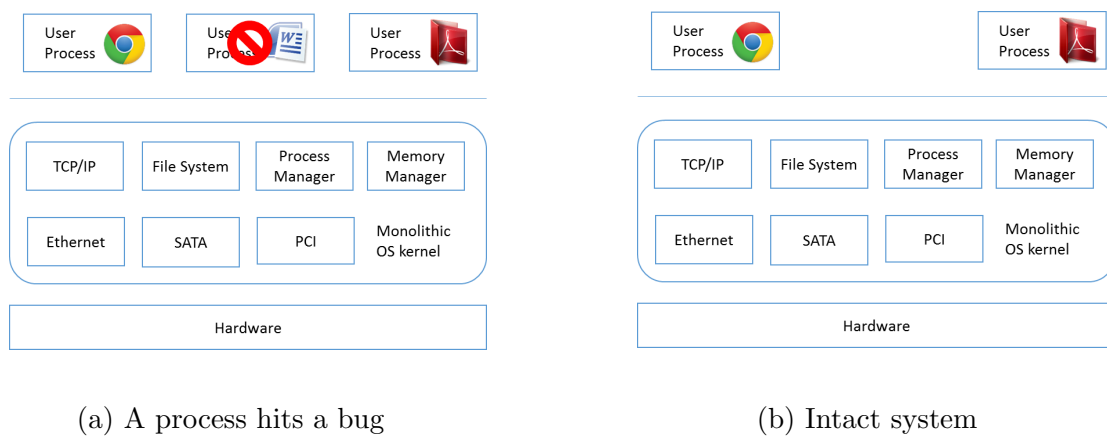 User
Process
User
Process
W
User
Process
TCP/IP
File System
Process
Manager
Memory
Manager
Ethernet
SATA
PCI
Monolithic
OS kernel
Hardware
(a) A process hits a bug
User
Process
User
Process
TCP/IP
File System
Process
Manager
Memory
Manager
Ethernet
SATA
PCI
Monolithic
OS kernel
Hardware
(b) Intact system